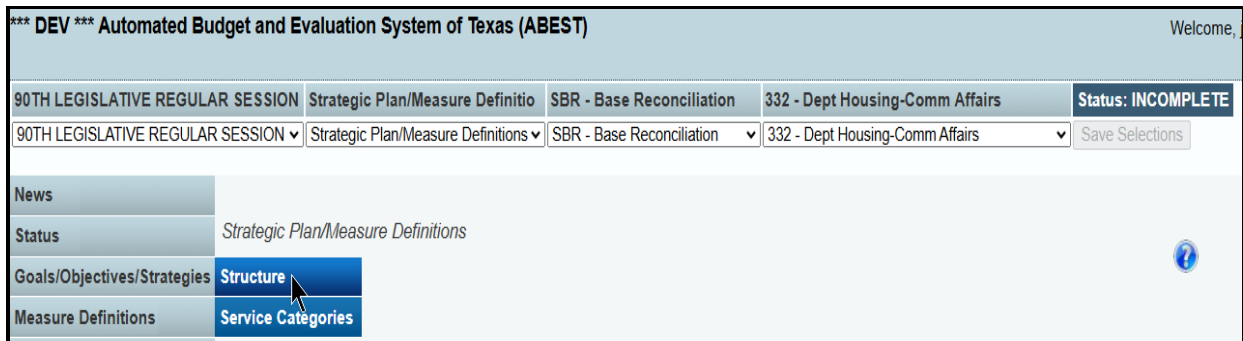 *** DEV *** Automated Budget and Evaluation System of Texas (ABEST) Welcome, j
90TH LEGISLATIVE REGULAR SESSION Strategic Plan/Measure Definitio SBR - Base Reconciliation 332 - Dept Housing-Comm Affairs Status: INCOMPLETE
90TH LEGISLATIVE REGULAR SESSION Strategic Plan/Measure Definitions SBR - Base Reconciliation 332 - Dept Housing-Comm Affairs Save Selections
News
Status Strategic Plan/Measure Definitions
?
Goals/Objectives/Strategies Structure
Measure Definitions Service Categories